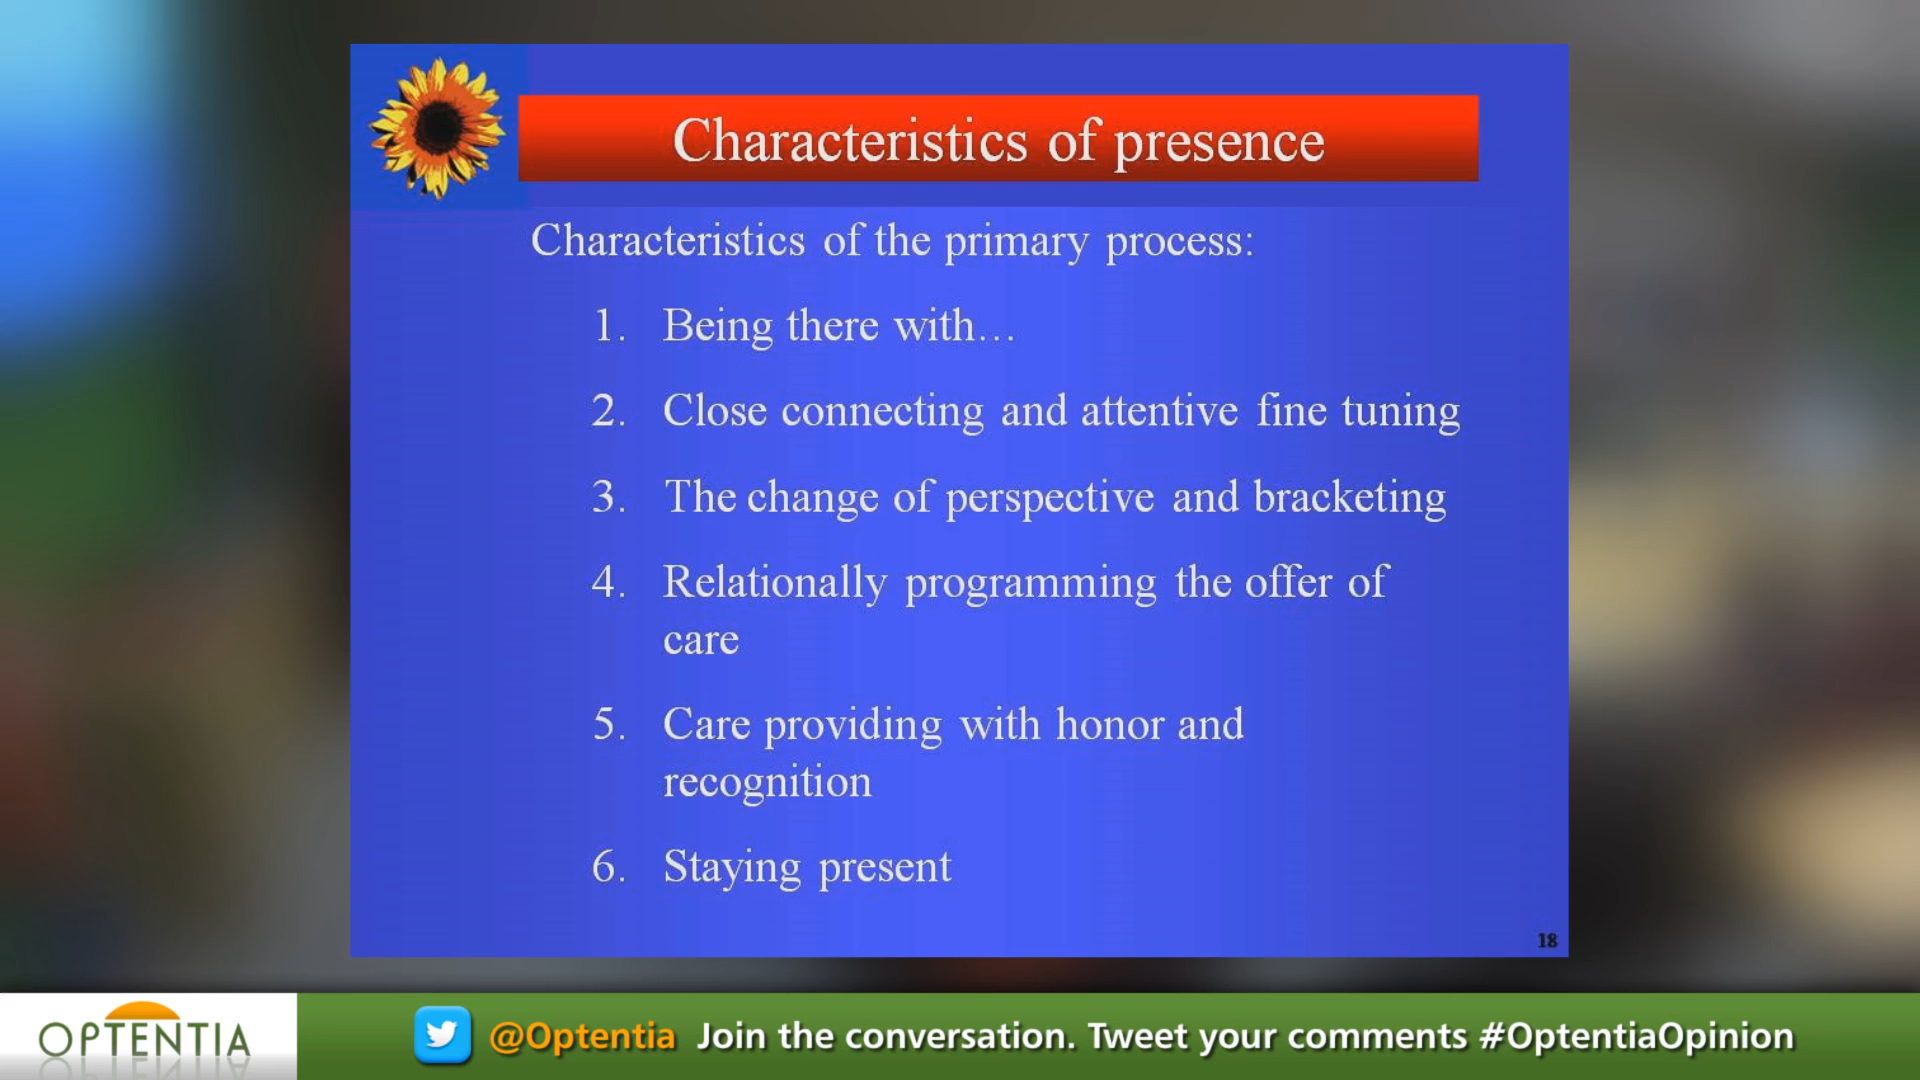 Characteristics of presence
Characteristics of the primary process:
1. Being there with…
2. Close connecting and attentive fine tuning
3. The change of perspective and bracketing
4. Relationally programming the offer of
care
5. Care providing with honor and
recognition
6. Staying present
18
OPTENTIA
@Optentia Join the conversation. Tweet your comments #OptentiaOpinion